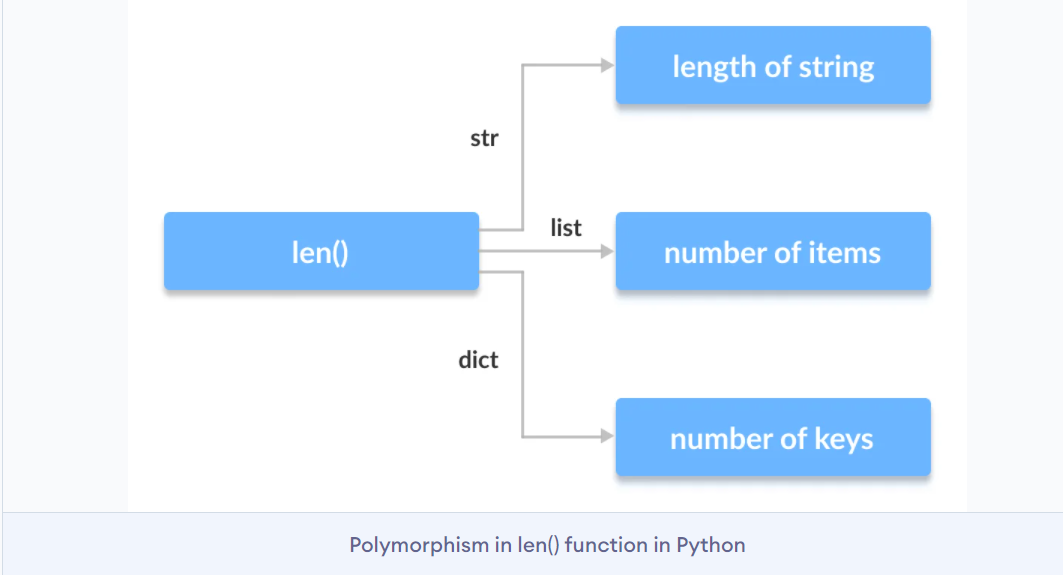 length of string
str
list
len()
number of items
dict
number of keys
Polymorphism in len() function in Python